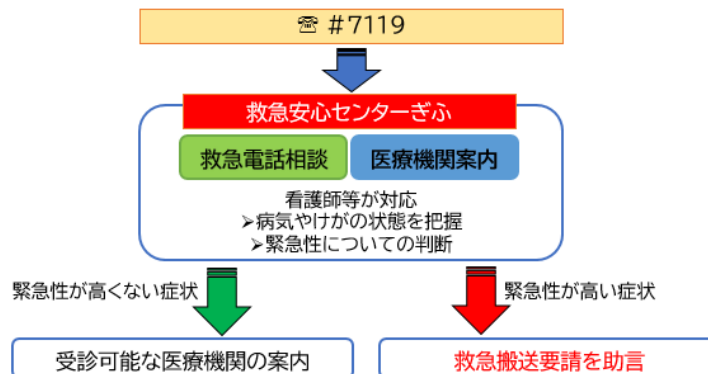 ☎ #7119
救急安心センターぎふ
救急電話相談
医療機関案内
看護師等が対応
➢病気やけがの状態を把握
➢緊急性についての判断
緊急性が高くない症状
緊急性が高い症状
受診可能な医療機関の案内
救急搬送要請を助言